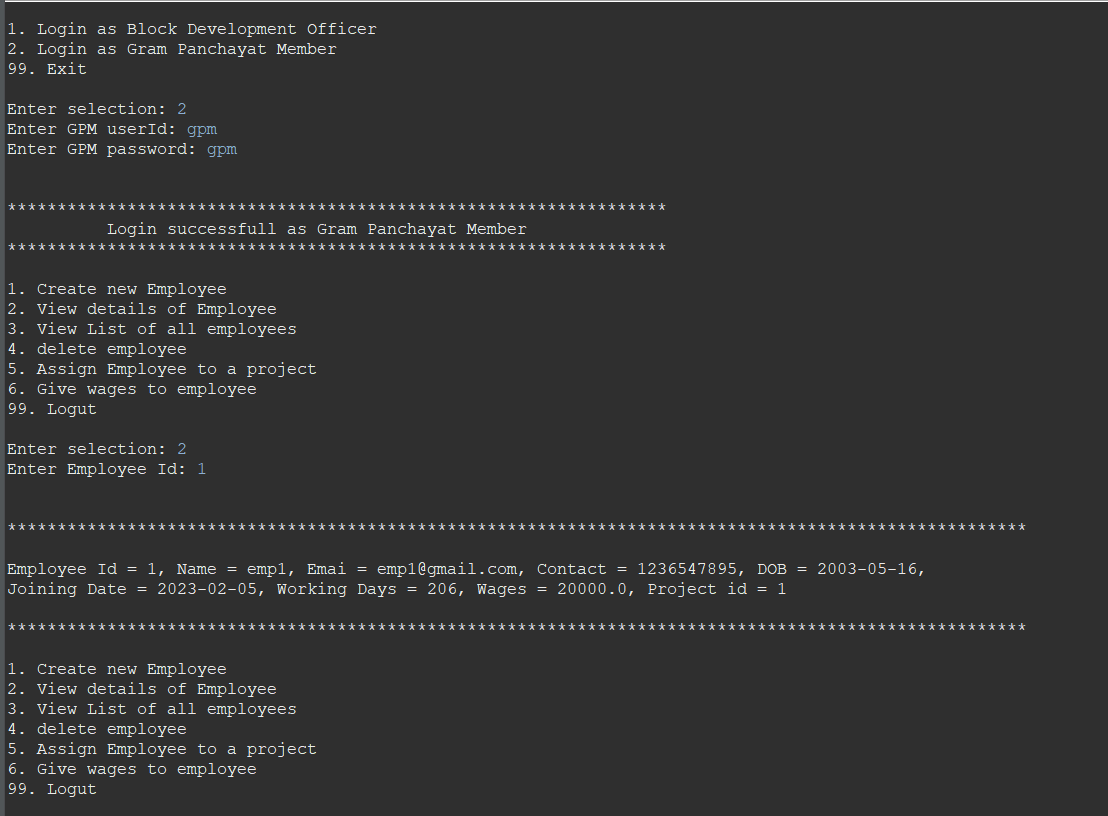 1. Login as Block Development Officer
2. Login as Gram Panchayat Member
99. Exit
Enter selection: 2
Enter GPM userId: gpm
Enter GPM password: gpm
******************************************************************
Login successfull as Gram Panchayat Member
******************************************************************
1. Create new Employee
2. View details of Employee
3. View List of all employees
4. delete employee
5. Assign Employee to a project
6. Give wages to employee
99. Logut
Enter selection: 2
Enter Employee Id: 1
******************************************************************************************************
Employee Id = 1, Name = emp1, Emai = emp1@gmail.com, Contact = 1236547895, DOB = 2003-05-16,
Joining Date = 2023-02-05, Working Days = 206, Wages = 20000.0, Project id = 1
******************************************************************************************************
1. Create new Employee
2. View details of Employee
3. View List of all employees
4. delete employee
5. Assign Employee to a project
6. Give wages to employee
99. Logut